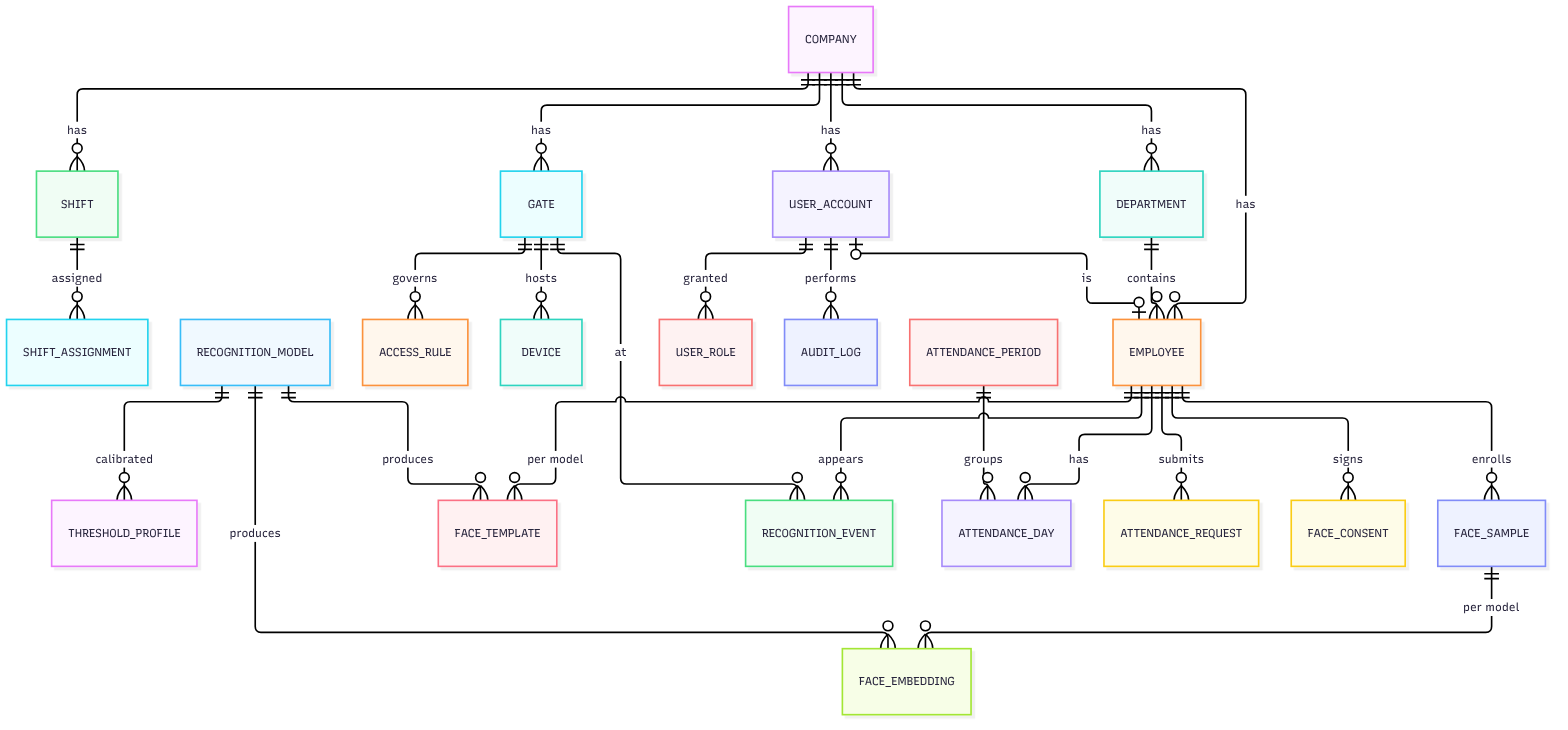 COMPANY
has
has
has
has
SHIFT
GATE
USER_ACCOUNT
DEPARTMENT
has
assigned
governs
hosts
granted
performs
is
contains
SHIFT_ASSIGNMENT
RECOGNITION_MODEL
ACCESS_RULE
DEVICE
at
USER_ROLE
AUDIT_LOG
ATTENDANCE_PERIOD
EMPLOYEE
calibrated
produces
per model
appears
groups
has
submits
signs
enrolls
THRESHOLD_PROFILE
produces
FACE_TEMPLATE
RECOGNITION_EVENT
ATTENDANCE_DAY
ATTENDANCE_REQUEST
FACE_CONSENT
FACE_SAMPLE
per model
FACE_EMBEDDING